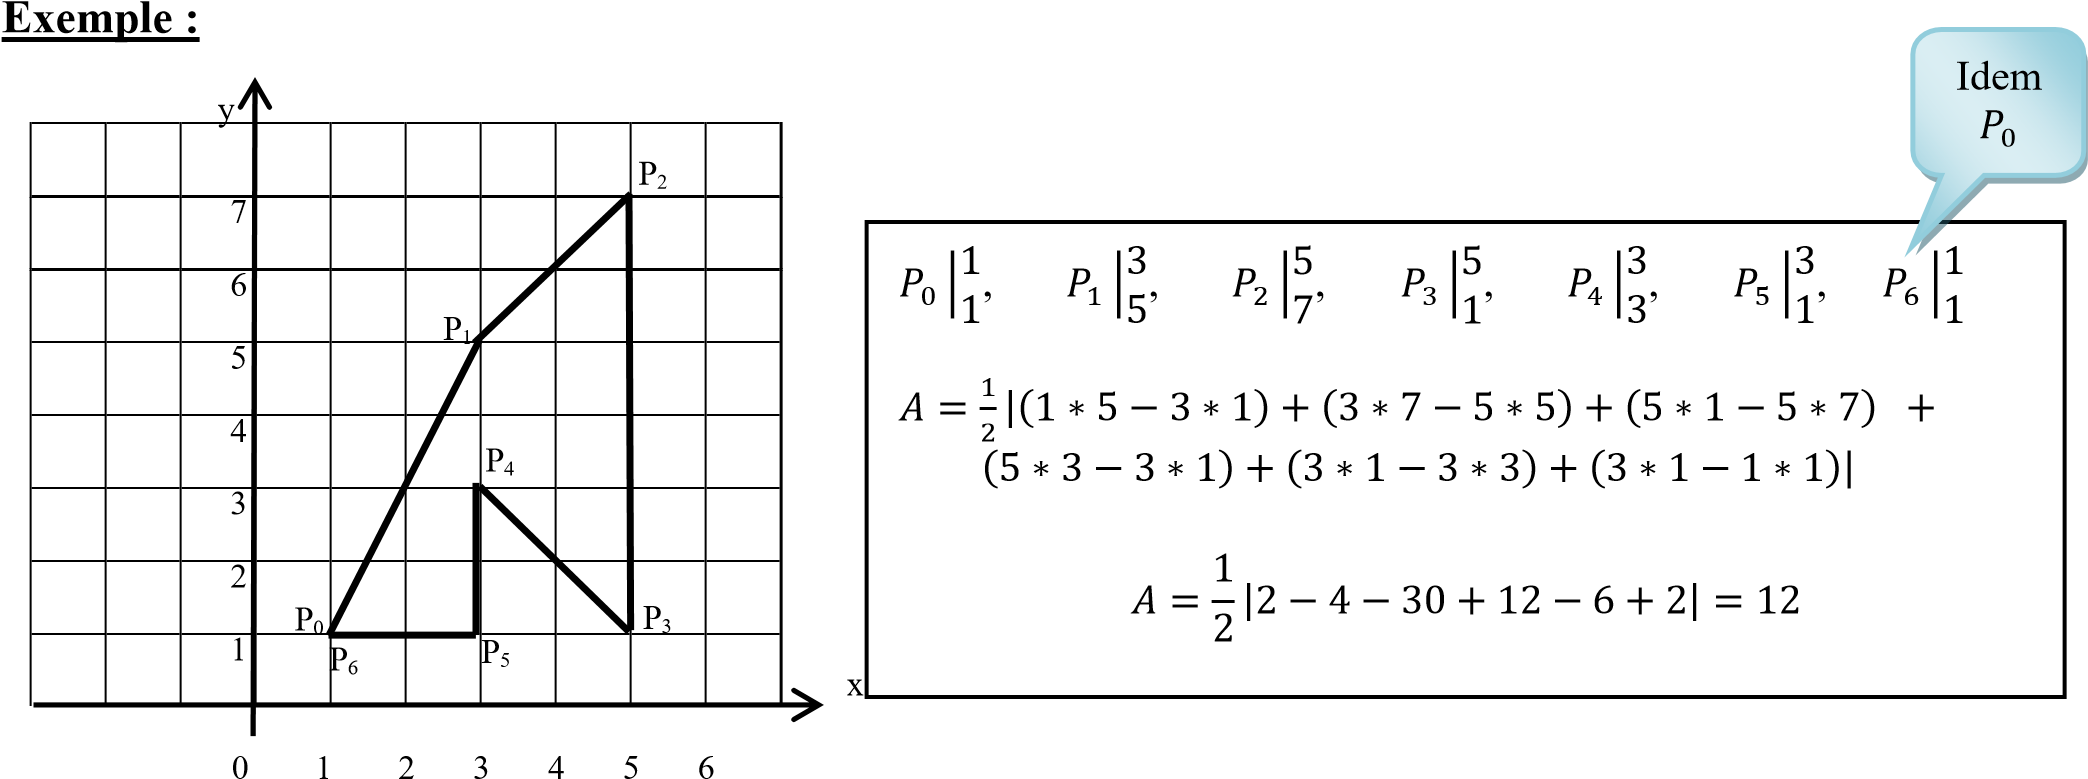 Exemple :
y
7
6
5
4
3
2
1
0 1 2 3 4 5 6
x
P₂
P₁
P₄
P₀
P₃
P₆
P₅
Idem
P₀
P₀ |1 1, P₁ |3 5, P₂ |5 7, P₃ |5 1, P₄ |3 3, P₅ |3 1, P₆ |1 1
A = 1/2 |(1 ∗ 5 − 3 ∗ 1) + (3 ∗ 7 − 5 ∗ 5) + (5 ∗ 1 − 5 ∗ 7) +
(5 ∗ 3 − 3 ∗ 1) + (3 ∗ 1 − 3 ∗ 3) + (3 ∗ 1 − 1 ∗ 1)|
A = 1/2 |2 − 4 − 30 + 12 − 6 + 2| = 12